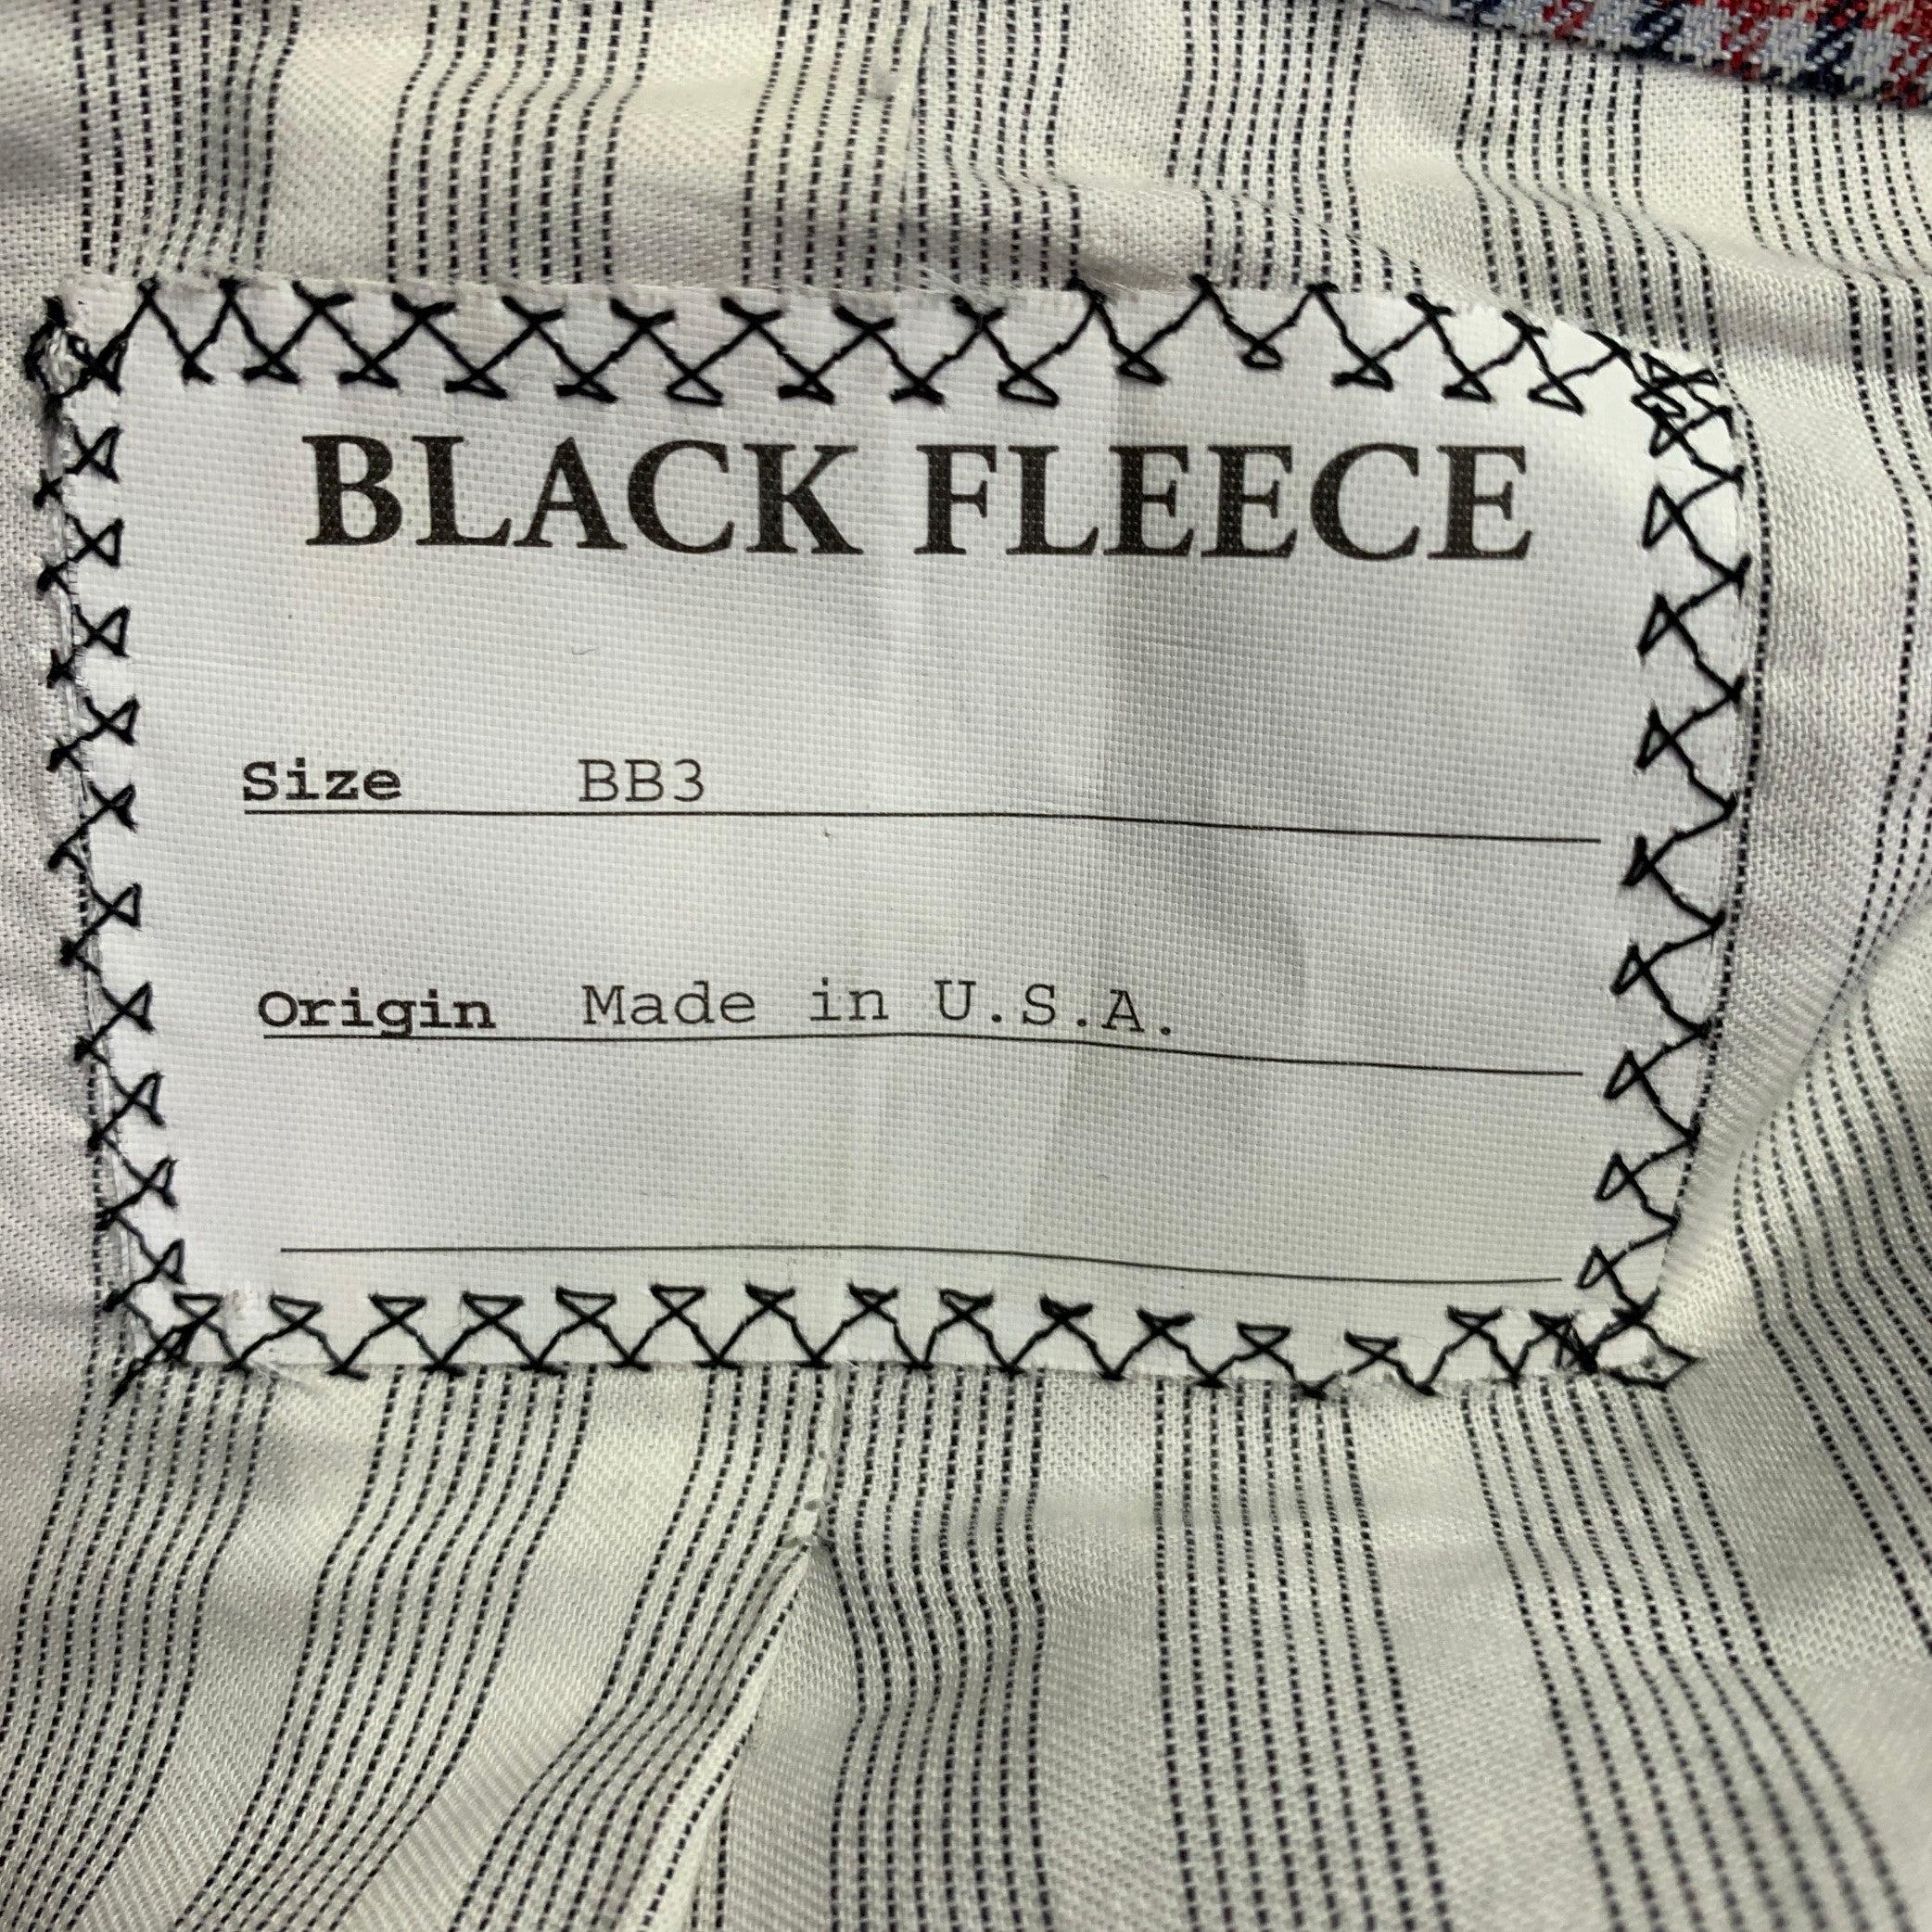 BLACK FLEECE
Size BB3
Origin Made in U.S.A.